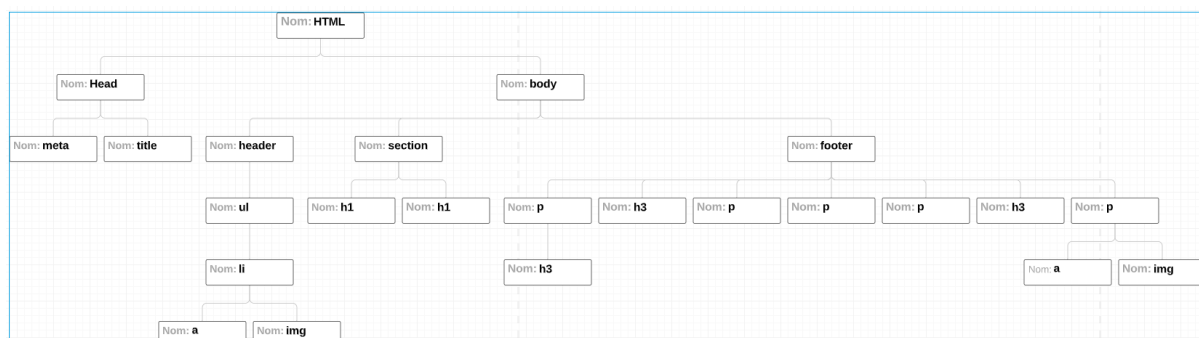 Nom: HTML
Nom: Head
Nom: body
Nom: meta
Nom: title
Nom: header
Nom: section
Nom: footer
Nom: ul
Nom: h1
Nom: h1
Nom: p
Nom: h3
Nom: p
Nom: p
Nom: p
Nom: h3
Nom: p
Nom: li
Nom: h3
Nom: a
Nom: img
Nom: a
Nom: img